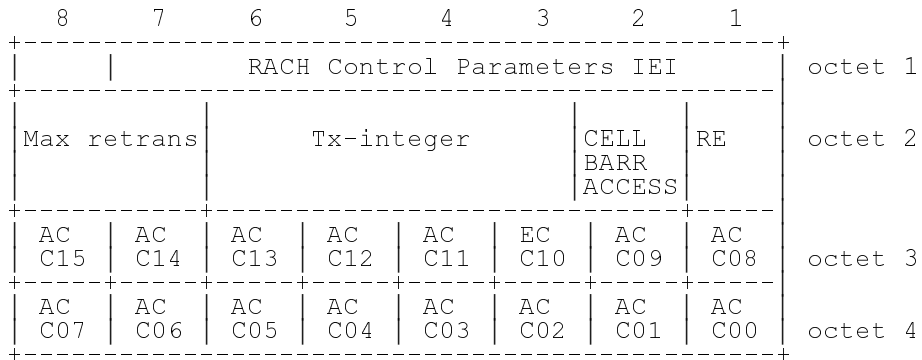 8 7 6 5 4 3 2 1
RACH Control Parameters IEI octet 1
Max retrans Tx-integer CELL RE octet 2
BARR
ACCESS
AC AC AC AC AC EC AC AC
C15 C14 C13 C12 C11 C10 C09 C08 octet 3
AC AC AC AC AC AC AC AC
C07 C06 C05 C04 C03 C02 C01 C00 octet 4